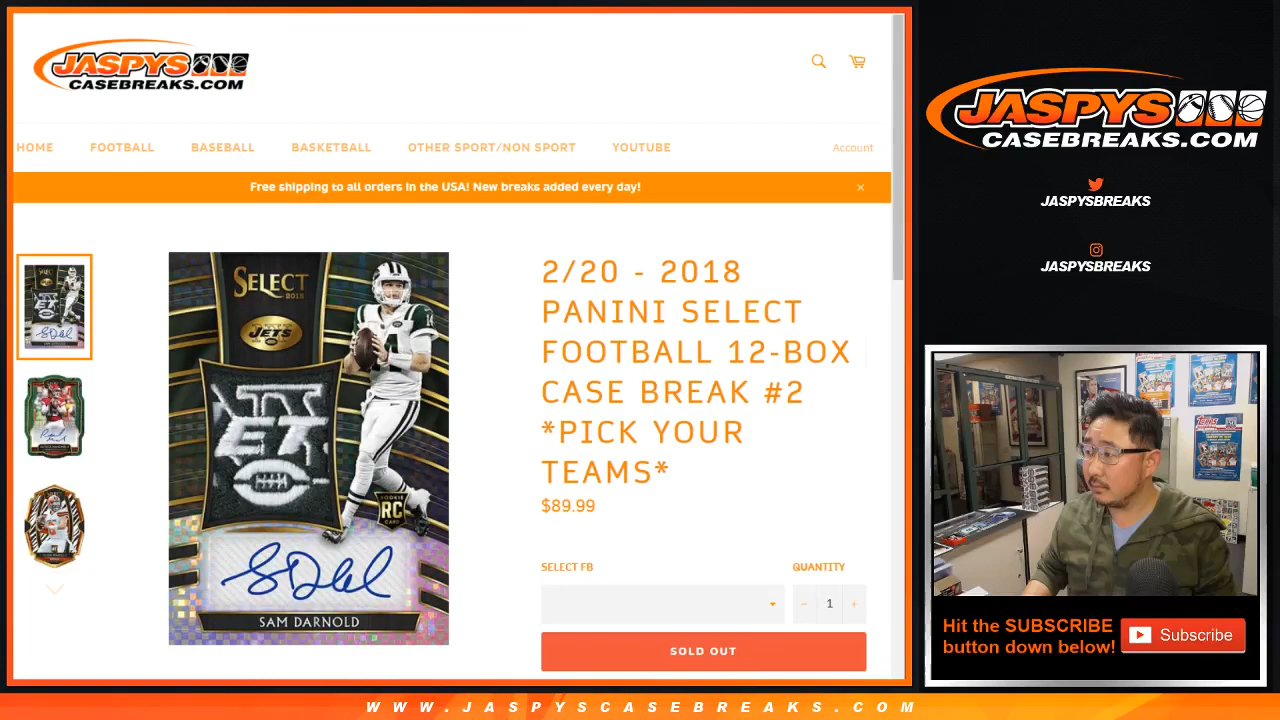 JASPYS
CASEBREAKS.COM
HOME
FOOTBALL
BASEBALL
BASKETBALL
OTHER SPORT/NON SPORT
YOUTUBE
Account
Free shipping to all orders in the USA! New breaks added every day!
SELECT
2018
JETS
14
ROOKIE
RC
CARD
SAM DARNOLD
2/20 - 2018
PANINI SELECT
FOOTBALL 12-BOX
CASE BREAK #2
*PICK YOUR
TEAMS*
$89.99
SELECT FB
QUANTITY
− 1 +
SOLD OUT
JASPYS
CASEBREAKS.COM
JASPYSBREAKS
JASPYSBREAKS
Hit the SUBSCRIBE
button down below!
Subscribe
WWW.JASPYSCASEBREAKS.COM